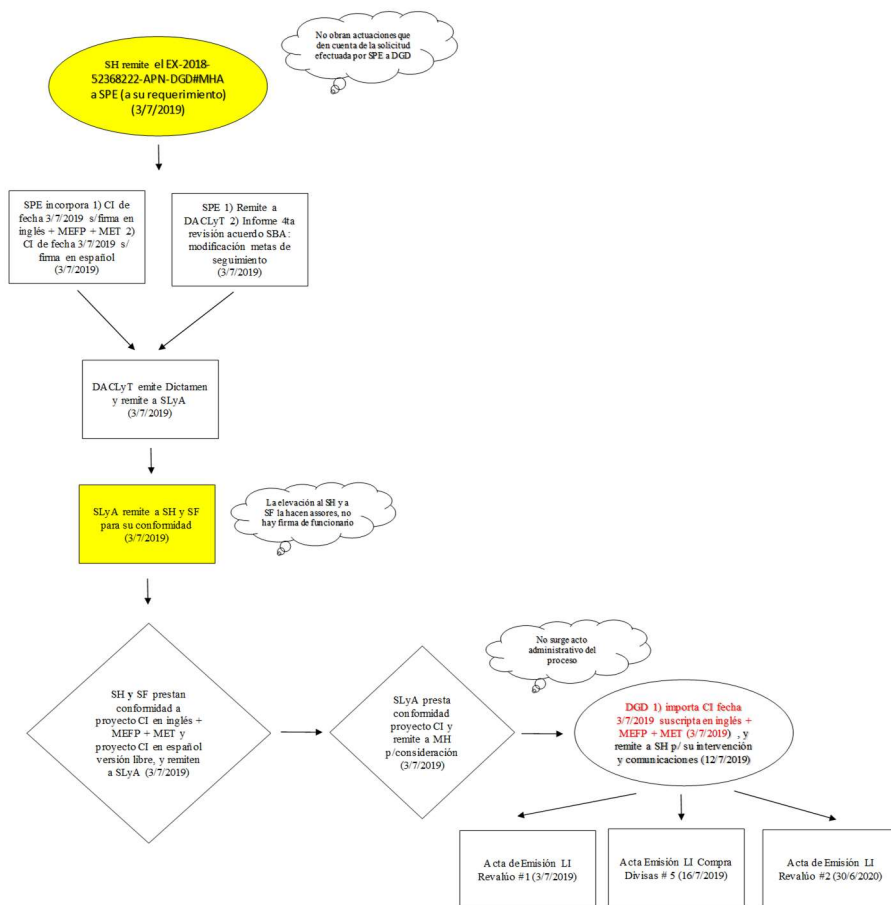 No obran actuaciones que
den cuenta de la solicitud
efectuada por SPE a DGD
SH remite el EX-2018-
52368222-APN-DGD#MHA
a SPE (a su requerimiento)
(3/7/2019)
SPE incorpora 1) CI de
fecha 3/7/2019 s/firma en
inglés + MEFP + MET 2)
CI de fecha 3/7/2019 s/
firma en español
(3/7/2019)
SPE 1) Remite a
DACLyT 2) Informe 4ta
revisión acuerdo SBA:
modificación metas de
seguimiento
(3/7/2019)
DACLyT emite Dictamen
y remite a SLyA
(3/7/2019)
SLyA remite a SH y SF
para su conformidad
(3/7/2019)
La elevación al SH y a
SF la hacen assores, no
hay firma de funcionario
No surge acto
administrativo del
proceso
SH y SF prestan
conformidad a
proyecto CI en inglés +
MEFP + MET y
proyecto CI en español
versión libre, y remiten
a SLyA (3/7/2019)
SLyA presta
conformidad
proyecto CI y
remite a MH
p/consideración
(3/7/2019)
DGD 1) importa CI fecha
3/7/2019 suscripta en inglés +
MEFP + MET (3/7/2019) , y
remite a SH p/ su intervención
y comunicaciones (12/7/2019)
Acta de Emisión LI
Revalúo #1 (3/7/2019)
Acta Emisión LI Compra
Divisas # 5 (16/7/2019)
Acta de Emisión LI
Revalúo #2 (30/6/2020)